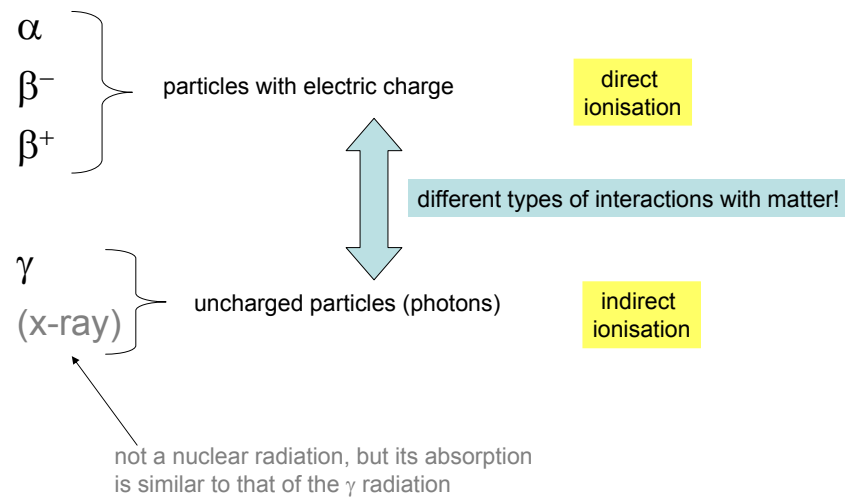 α
β⁻
β⁺
particles with electric charge
direct
ionisation
different types of interactions with matter!
γ
(x-ray)
uncharged particles (photons)
indirect
ionisation
not a nuclear radiation, but its absorption
is similar to that of the γ radiation